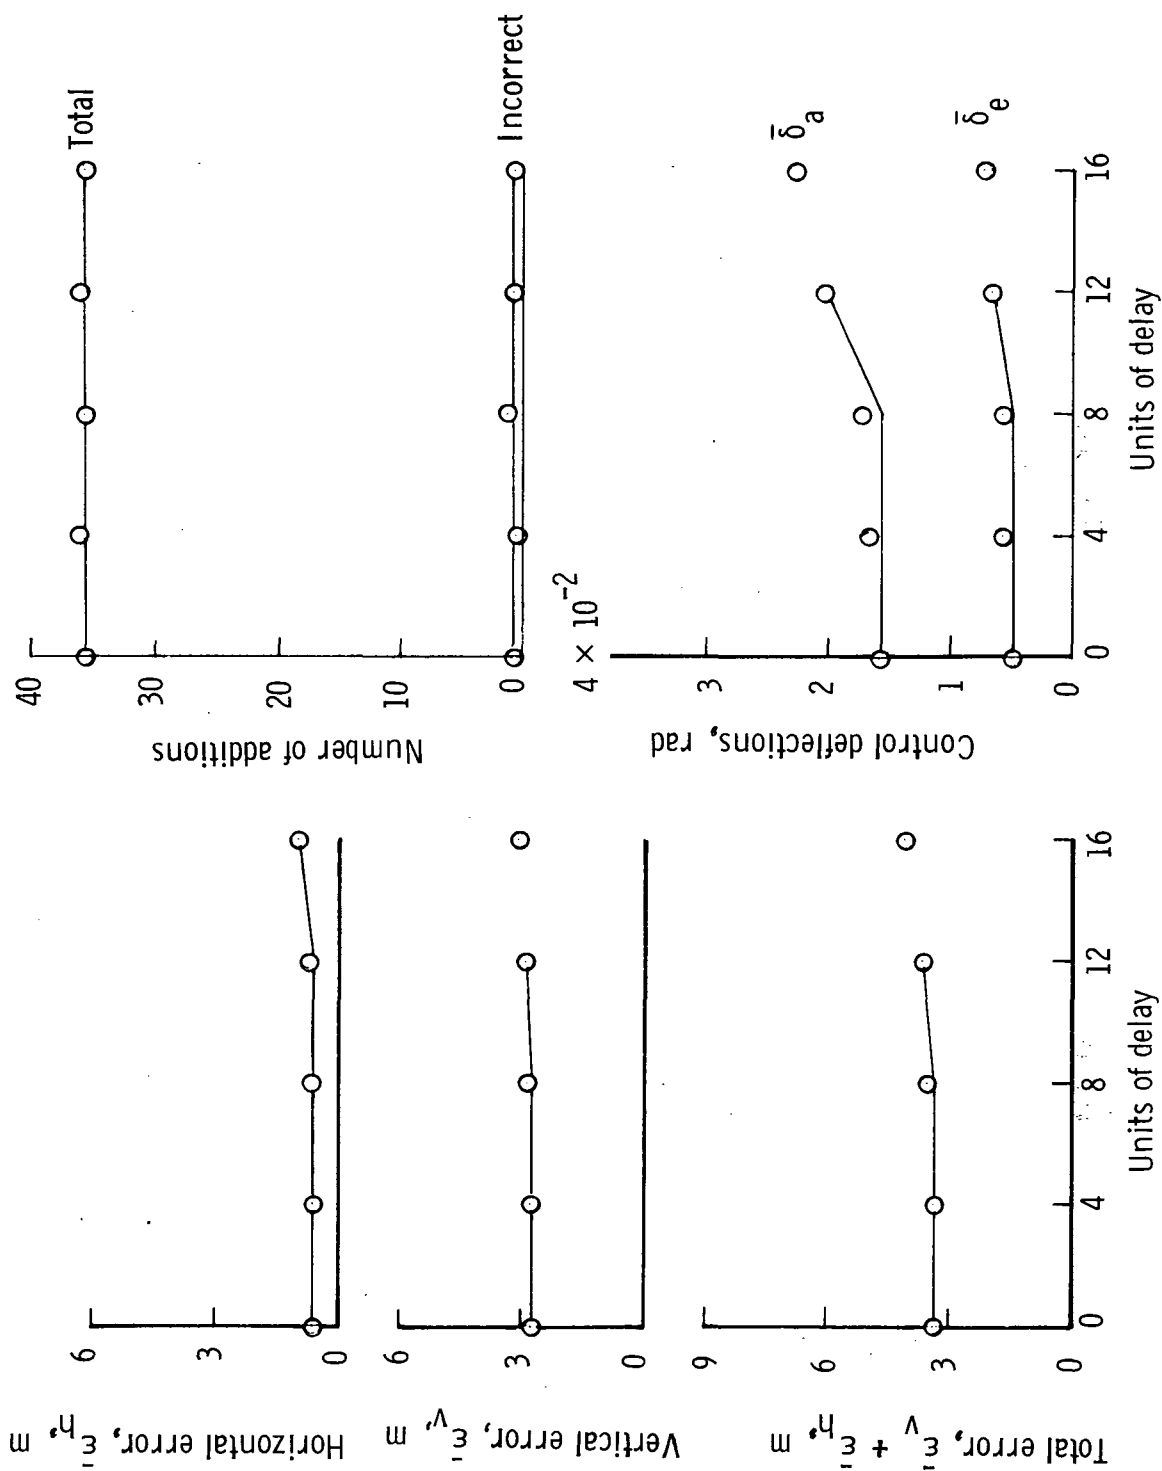 Horizontal error, ε̄h, m
6
3
0
Vertical error, ε̄v, m
6
3
0
Total error, ε̄v + ε̄h, m
9
6
3
0
0 4 8 12 16
Units of delay
Number of additions
40
30
20
10
0
Total
Incorrect
Control deflections, rad
4 × 10⁻²
3
2
1
0
δ̄a
δ̄e
0 4 8 12 16
Units of delay